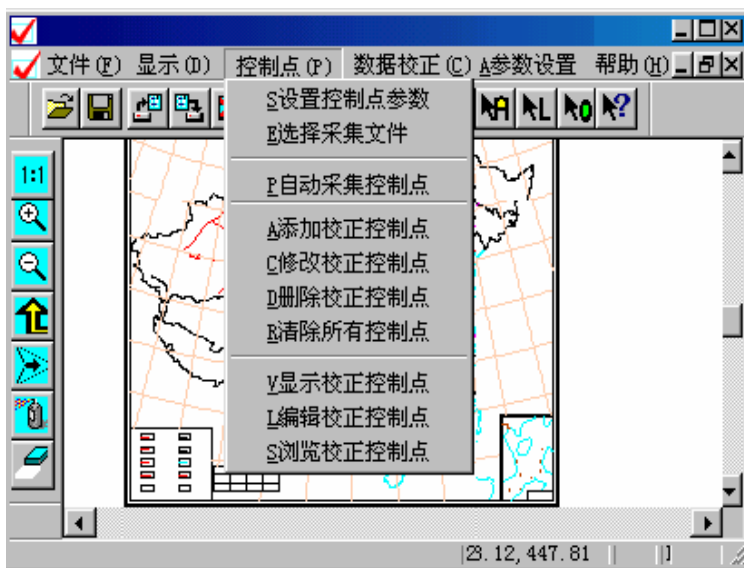 文件(F) 显示(D) 控制点(P) 数据校正(C) A参数设置 帮助(H)
S设置控制点参数
E选择采集文件
P自动采集控制点
A添加校正控制点
C修改校正控制点
D删除校正控制点
R清除所有控制点
V显示校正控制点
L编辑校正控制点
S浏览校正控制点
A L 0 ?
1:1
23.12,447.81